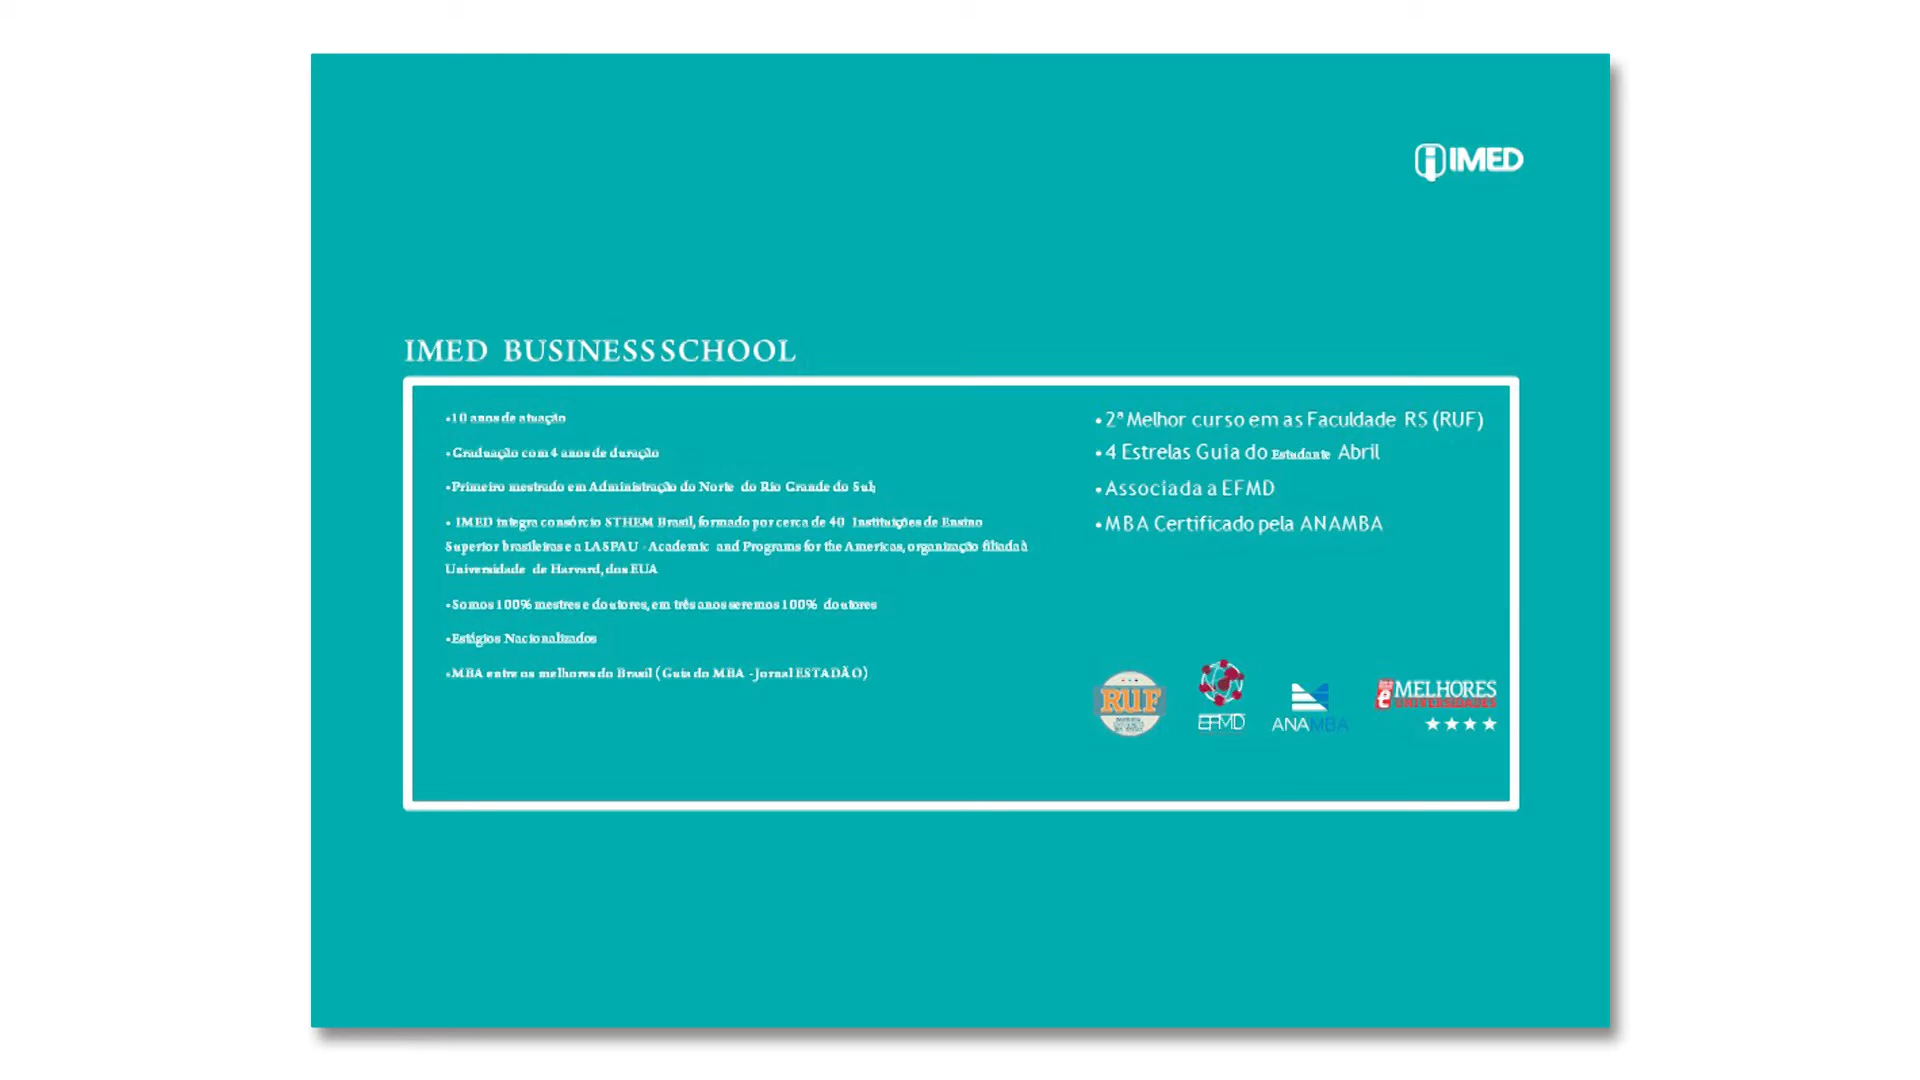 IMED
IMED BUSINESS SCHOOL
•10 anos de atuação
•Graduação com 4 anos de duração
•Primeiro mestrado em Administração do Norte do Rio Grande do Sul;
• IMED integra consórcio STHEM Brasil, formado por cerca de 40 Instituições de Ensino
Superior brasileiras e a LASPAU - Academic and Programs for the Americas, organização filiada à
Universidade de Harvard, dos EUA
•Somos 100% mestres e doutores, em três anos seremos 100% doutores
•Estágios Nacionalizados
•MBA entre os melhores do Brasil (Guia do MBA - Jornal ESTADÃO)
• 2ª Melhor curso em as Faculdade RS (RUF)
• 4 Estrelas Guia do Estudante Abril
• Associada a EFMD
• MBA Certificado pela ANAMBA
RUF
EFMD
ANAMBA
MELHORES
UNIVERSIDADES